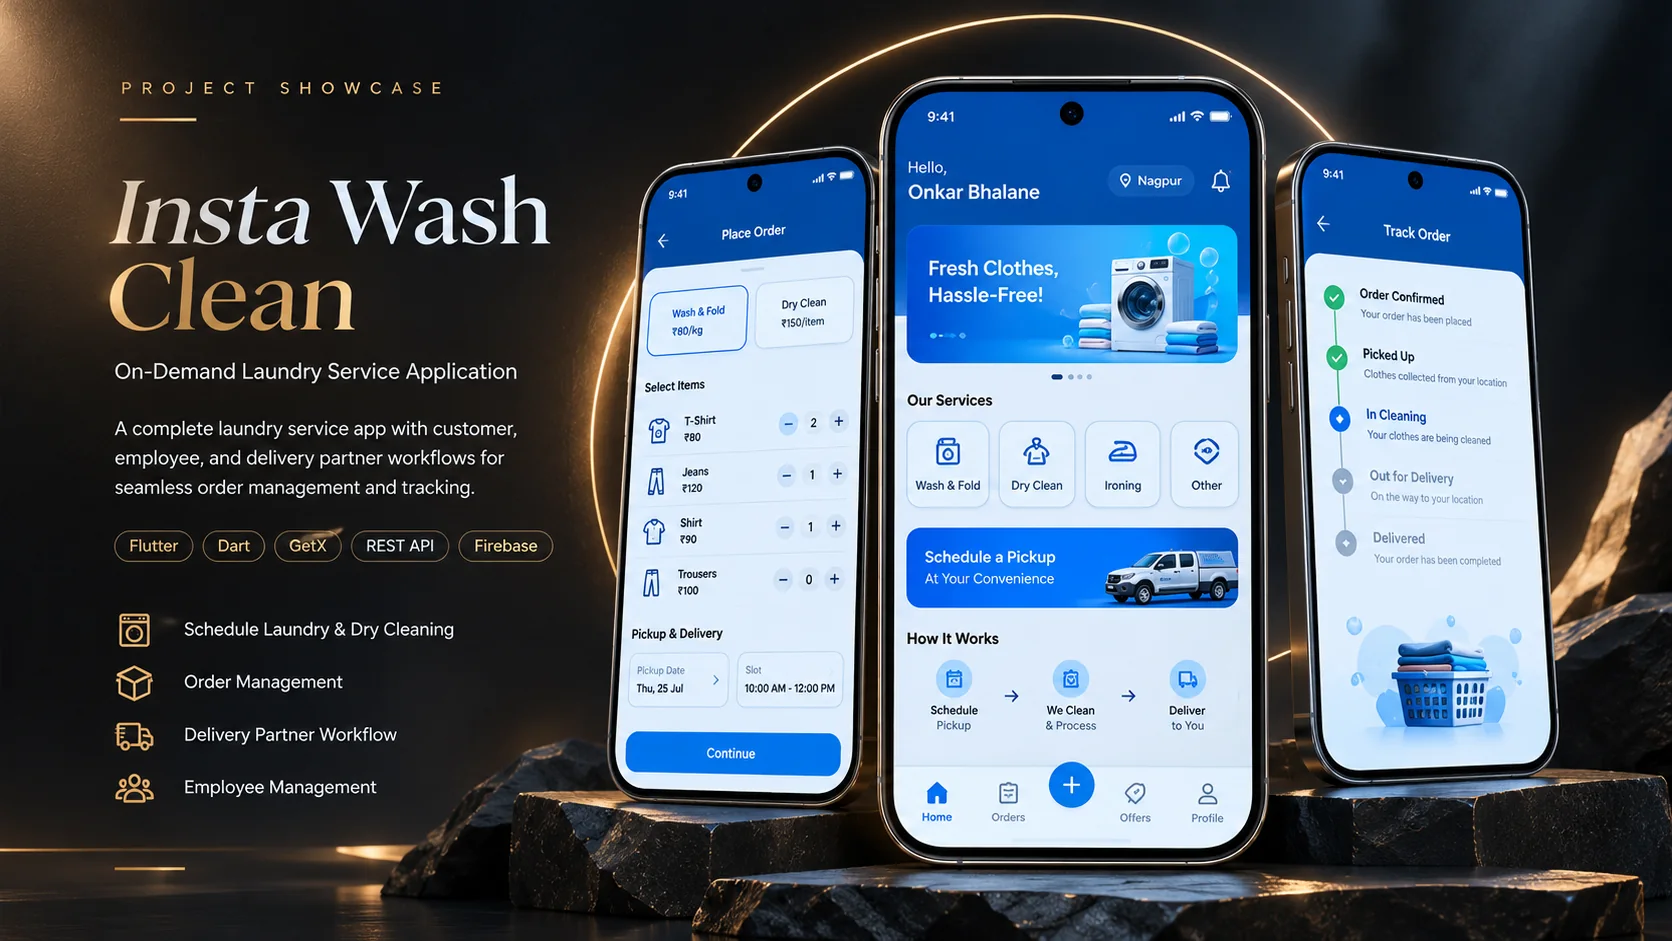 PROJECT SHOWCASE
Insta Wash
Clean
On-Demand Laundry Service Application
A complete laundry service app with customer,
employee, and delivery partner workflows for
seamless order management and tracking.
Flutter
Dart
GetX
REST API
Firebase
Schedule Laundry & Dry Cleaning
Order Management
Delivery Partner Workflow
Employee Management
9:41
Place Order
Wash & Fold
₹80/kg
Dry Clean
₹150/item
Select Items
T-Shirt
₹80
2
Jeans
₹120
1
Shirt
₹90
1
Trousers
₹100
0
Pickup & Delivery
Pickup Date
Thu, 25 Jul
Slot
10:00 AM - 12:00 PM
Continue
9:41
Hello,
Onkar Bhalane
Nagpur
Fresh Clothes,
Hassle-Free!
Our Services
Wash & Fold
Dry Clean
Ironing
Other
Schedule a Pickup
At Your Convenience
How It Works
Schedule
Pickup
We Clean
& Process
Deliver
to You
Home
Orders
Offers
Profile
9:41
Track Order
Order Confirmed
Your order has been placed
Picked Up
Clothes collected from your location
In Cleaning
Your clothes are being cleaned
Out for Delivery
On the way to your location
Delivered
Your order has been completed